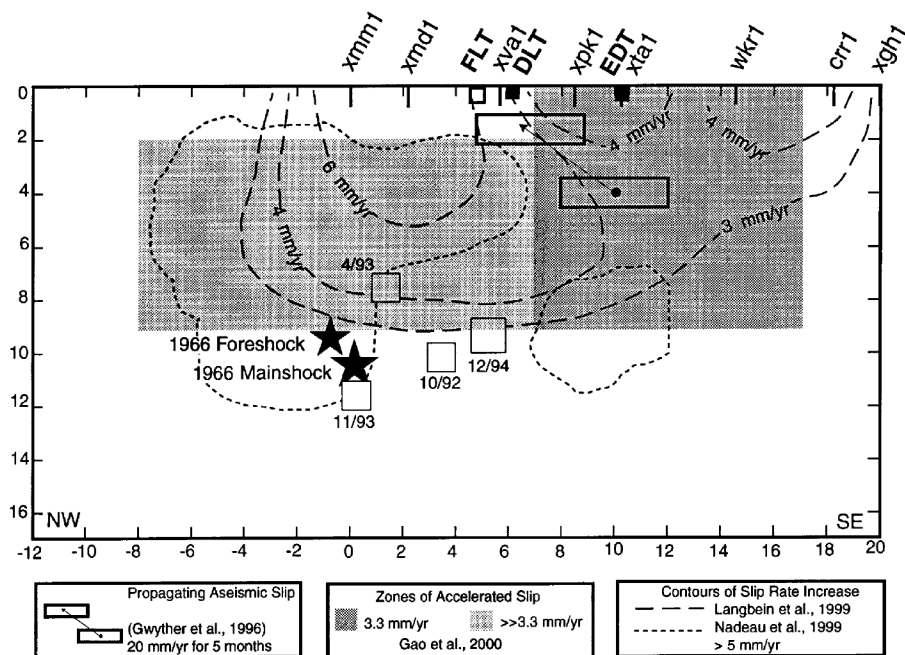 xmm1 xmd1 FLT xva1 DLT xpk1 EDT xta1 wkr1 crr1 xgh1
0
2
4
6
8
10
12
14
16
4 mm/yr
4 mm/yr
6 mm/yr
4 mm/yr
3 mm/yr
4/93
1966 Foreshock
1966 Mainshock
10/92
12/94
11/93
NW
SE
-12 -10 -8 -6 -4 -2 0 2 4 6 8 10 12 14 16 18 20
Propagating Aseismic Slip
(Gwyther et al., 1996)
20 mm/yr for 5 months
Zones of Accelerated Slip
3.3 mm/yr >>3.3 mm/yr
Gao et al., 2000
Contours of Slip Rate Increase
Langbein et al., 1999
Nadeau et al., 1999
> 5 mm/yr